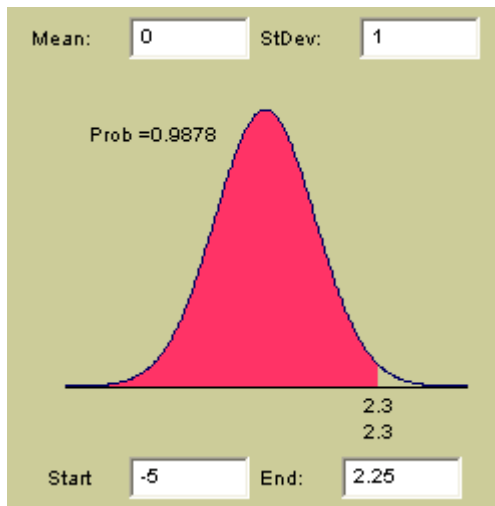 Mean: 0 StDev: 1
Prob =0.9878
2.3
2.3
Start -5 End: 2.25